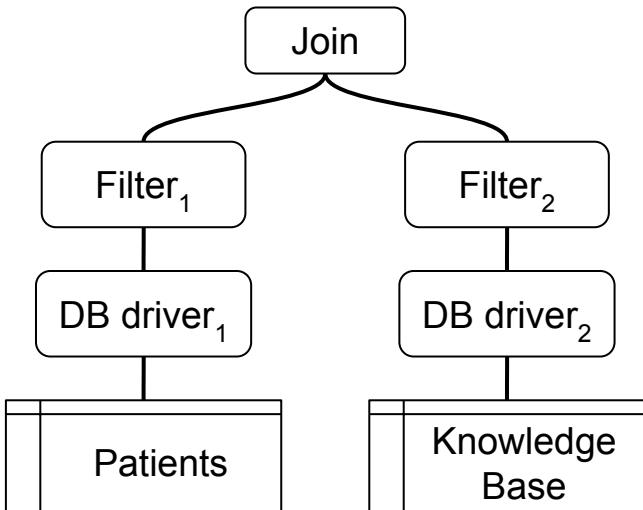 Join
Filter₁
Filter₂
DB driver₁
DB driver₂
Patients
Knowledge
Base